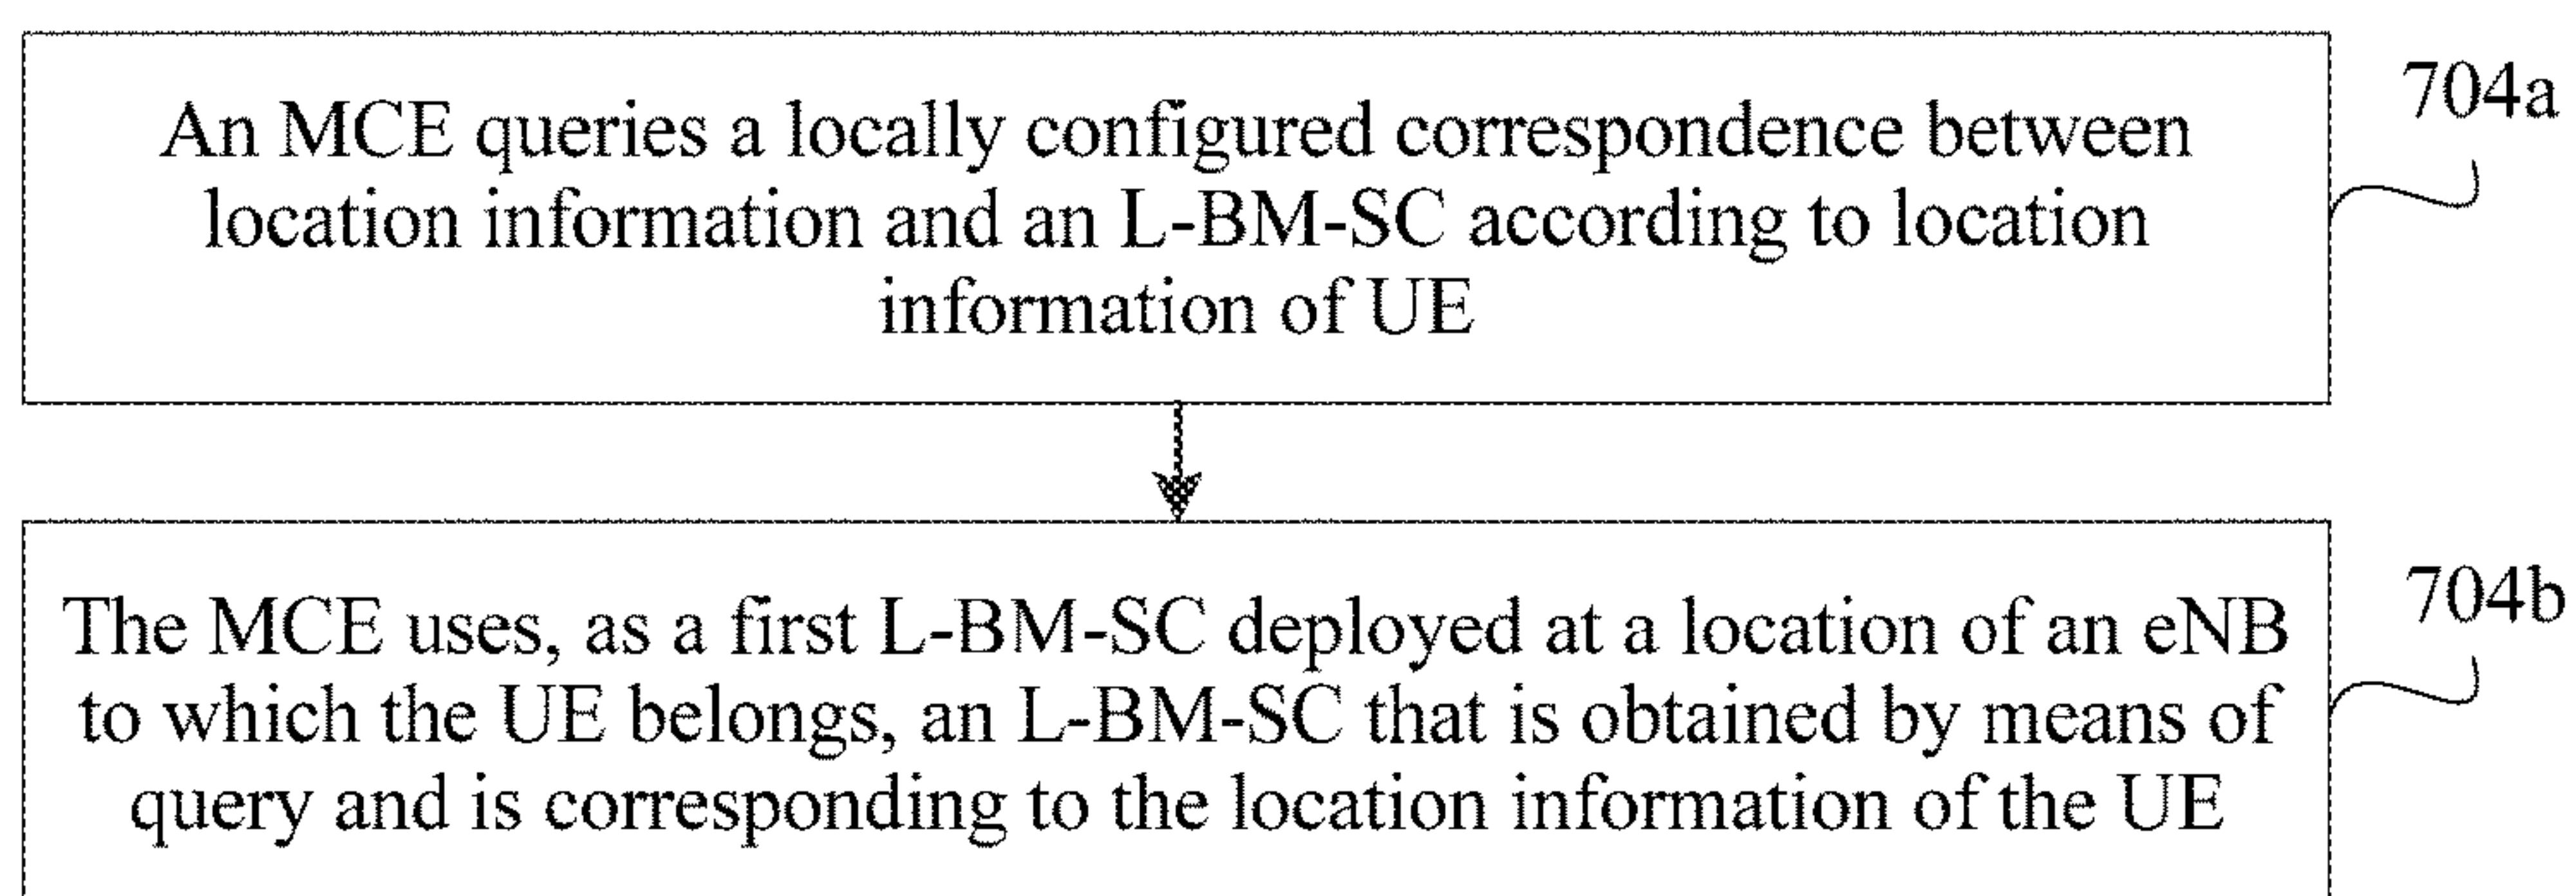 An MCE queries a locally configured correspondence between
location information and an L-BM-SC according to location
information of UE
704a
The MCE uses, as a first L-BM-SC deployed at a location of an eNB
to which the UE belongs, an L-BM-SC that is obtained by means of
query and is corresponding to the location information of the UE
704b